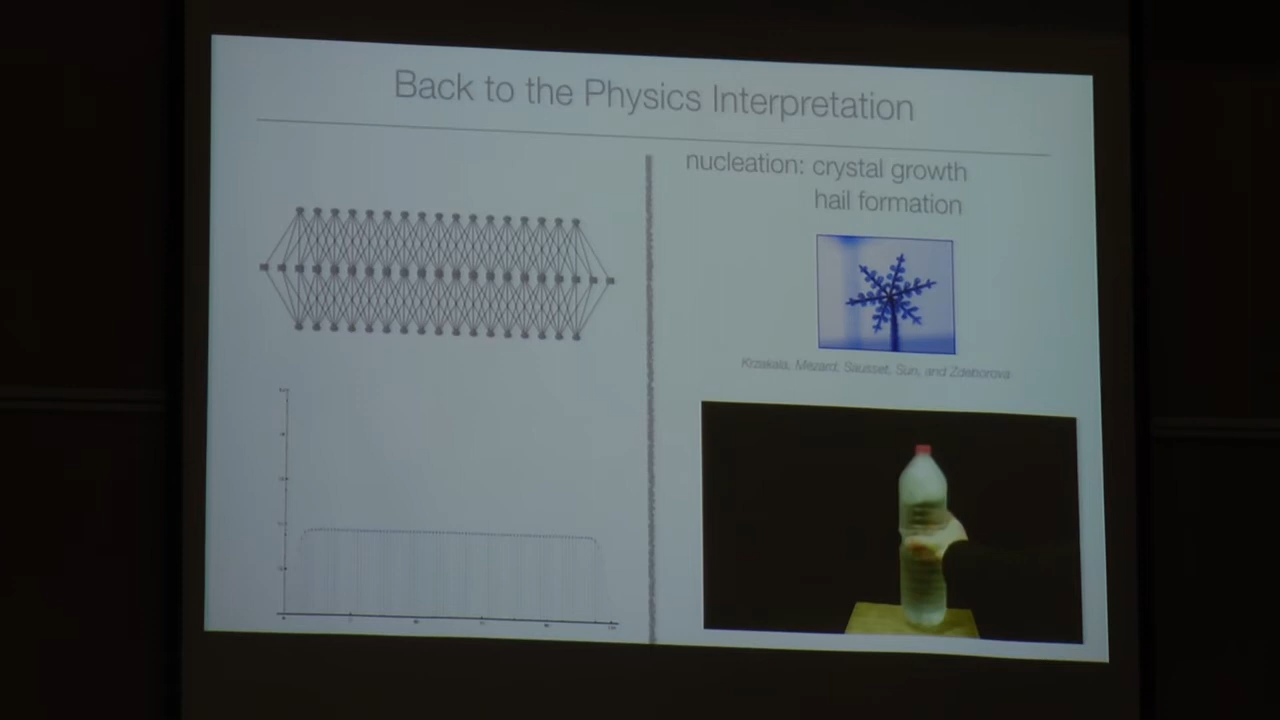 Back to the Physics Interpretation
nucleation: crystal growth
hail formation
Krzakala, Mezard, Sausset, Sun, and Zdeborova